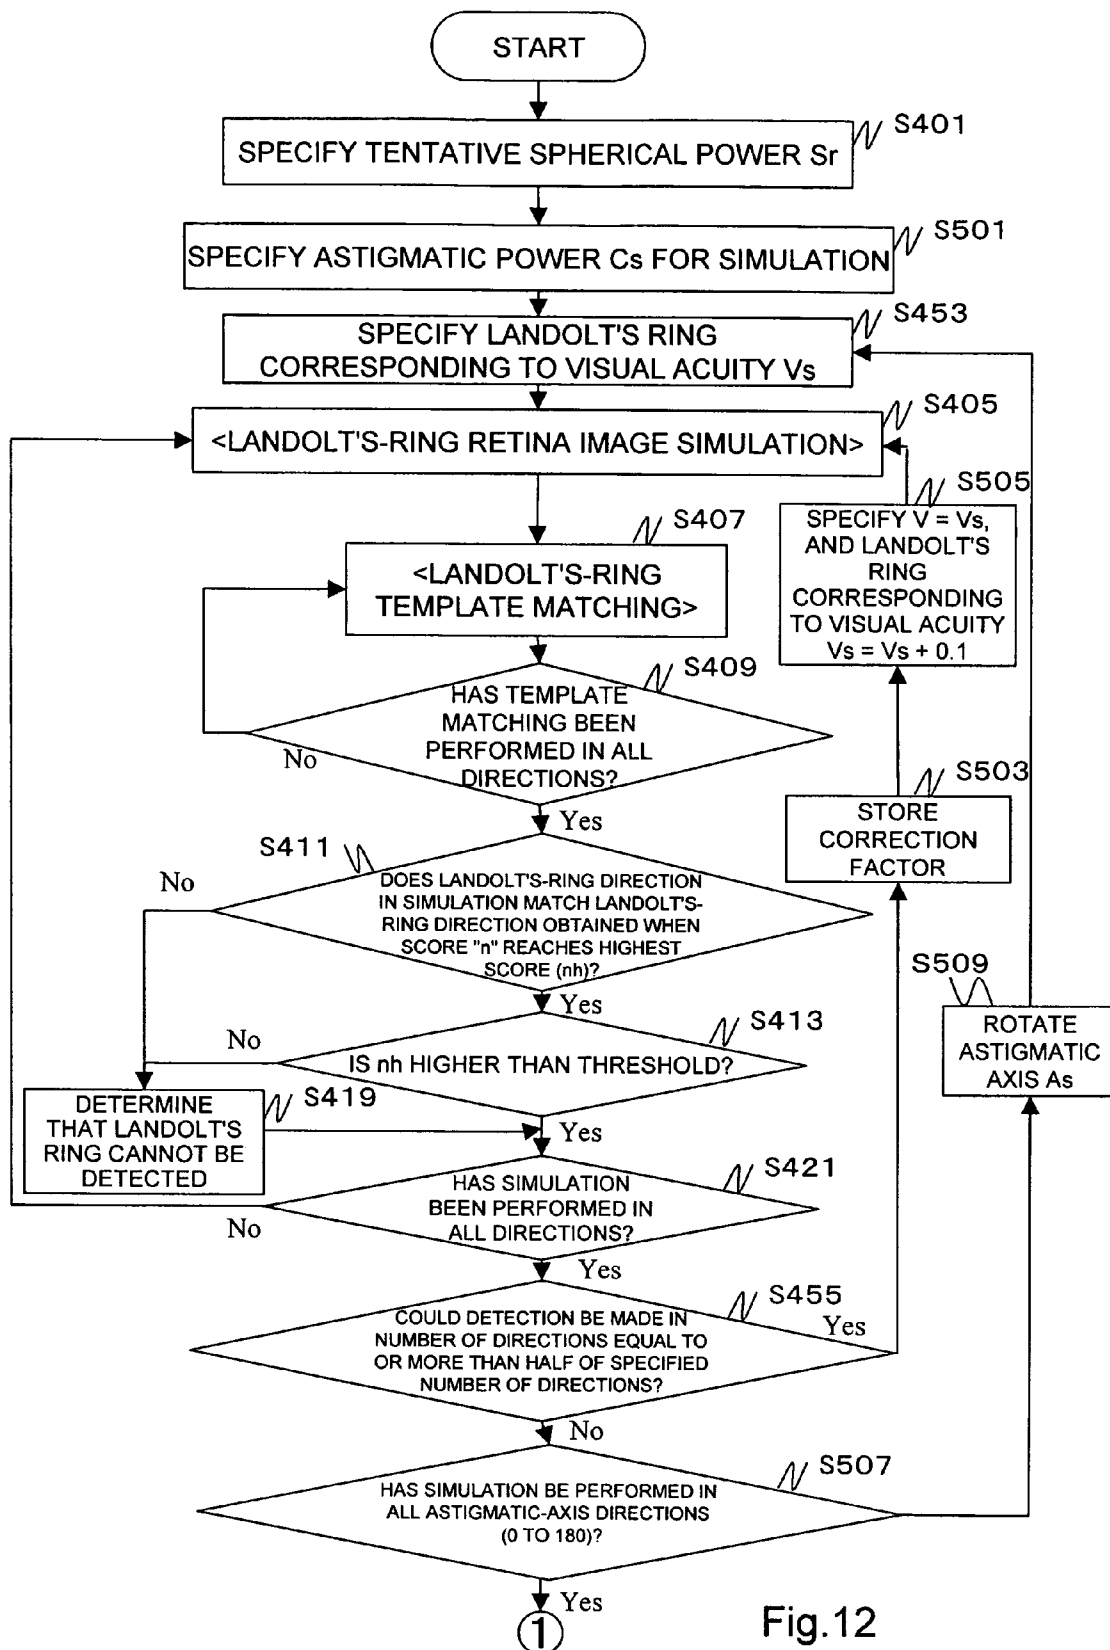 START
S401
SPECIFY TENTATIVE SPHERICAL POWER Sr
S501
SPECIFY ASTIGMATIC POWER Cs FOR SIMULATION
S453
SPECIFY LANDOLT'S RING
CORRESPONDING TO VISUAL ACUITY Vs
S405
<LANDOLT'S-RING RETINA IMAGE SIMULATION>
S505
SPECIFY V = Vs,
AND LANDOLT'S
RING
CORRESPONDING
TO VISUAL ACUITY
Vs = Vs + 0.1
S407
<LANDOLT'S-RING
TEMPLATE MATCHING>
S409
HAS TEMPLATE
MATCHING BEEN
PERFORMED IN ALL
DIRECTIONS?
No
Yes
S503
STORE
CORRECTION
FACTOR
S411
DOES LANDOLT'S-RING DIRECTION
IN SIMULATION MATCH LANDOLT'S-
RING DIRECTION OBTAINED WHEN
SCORE "n" REACHES HIGHEST
SCORE (nh)?
No
Yes
S509
ROTATE
ASTIGMATIC
AXIS As
S413
IS nh HIGHER THAN THRESHOLD?
No
Yes
S419
DETERMINE
THAT LANDOLT'S
RING CANNOT BE
DETECTED
S421
HAS SIMULATION
BEEN PERFORMED IN
ALL DIRECTIONS?
No
Yes
S455
COULD DETECTION BE MADE IN
NUMBER OF DIRECTIONS EQUAL TO
OR MORE THAN HALF OF SPECIFIED
NUMBER OF DIRECTIONS?
Yes
No
S507
HAS SIMULATION BE PERFORMED IN
ALL ASTIGMATIC-AXIS DIRECTIONS
(0 TO 180)?
Yes
1
Fig.12